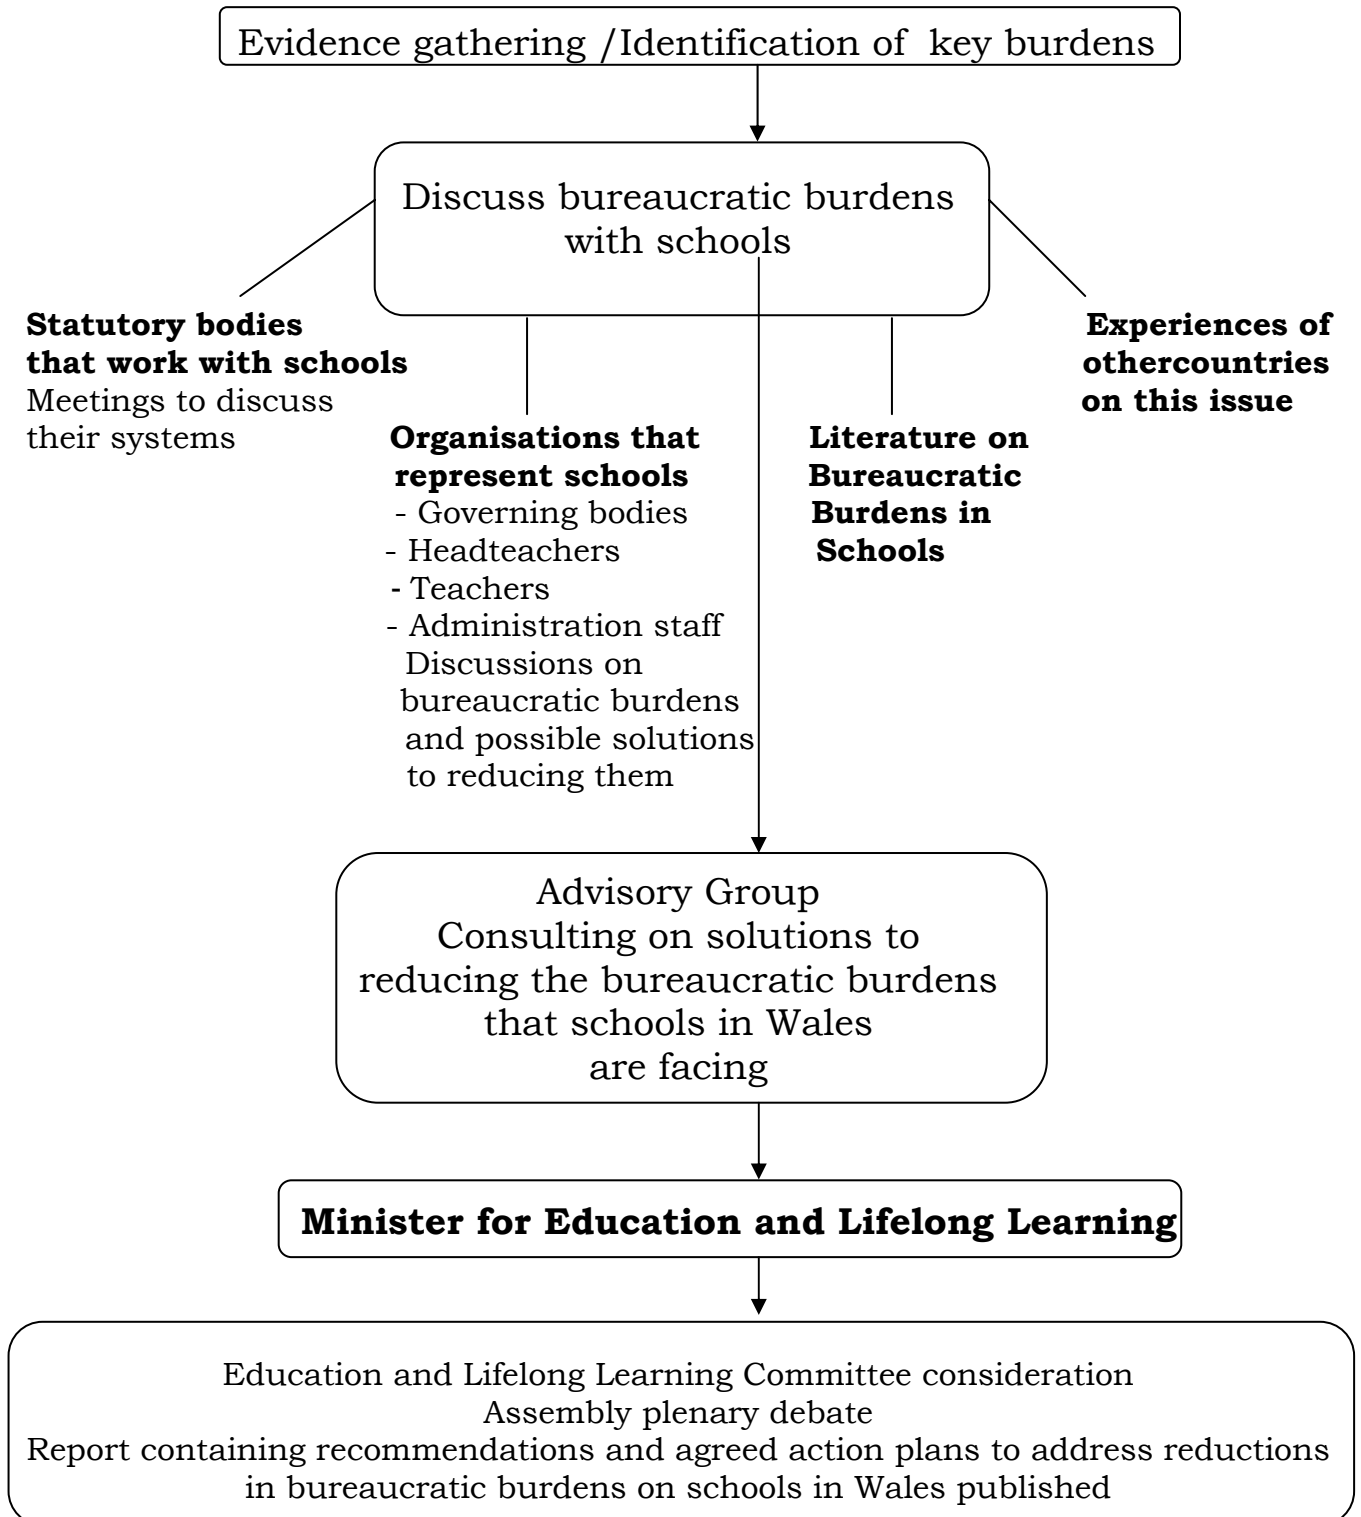 Evidence gathering /Identification of  key burdens
Discuss bureaucratic burdens
with schools
Statutory bodies
that work with schools
Meetings to discuss
their systems
Organisations that
represent schools
- Governing bodies
- Headteachers
- Teachers
- Administration staff
Discussions on
bureaucratic burdens
and possible solutions
to reducing them
Literature on
Bureaucratic
Burdens in
Schools
Experiences of
othercountries
on this issue
Advisory Group
Consulting on solutions to
reducing the bureaucratic burdens
that schools in Wales
are facing
Minister for Education and Lifelong Learning
Education and Lifelong Learning Committee consideration
Assembly plenary debate
Report containing recommendations and agreed action plans to address reductions
in bureaucratic burdens on schools in Wales published